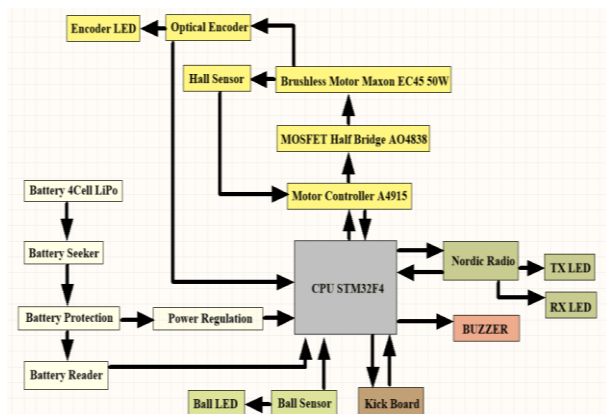 Encoder LED
Optical Encoder
Hall Sensor
Brushless Motor Maxon EC45 50W
MOSFET Half Bridge AO4838
Battery 4Cell LiPo
Motor Controller A4915
Battery Seeker
Nordic Radio
TX LED
CPU STM32F4
RX LED
Battery Protection
Power Regulation
BUZZER
Battery Reader
Ball LED
Ball Sensor
Kick Board